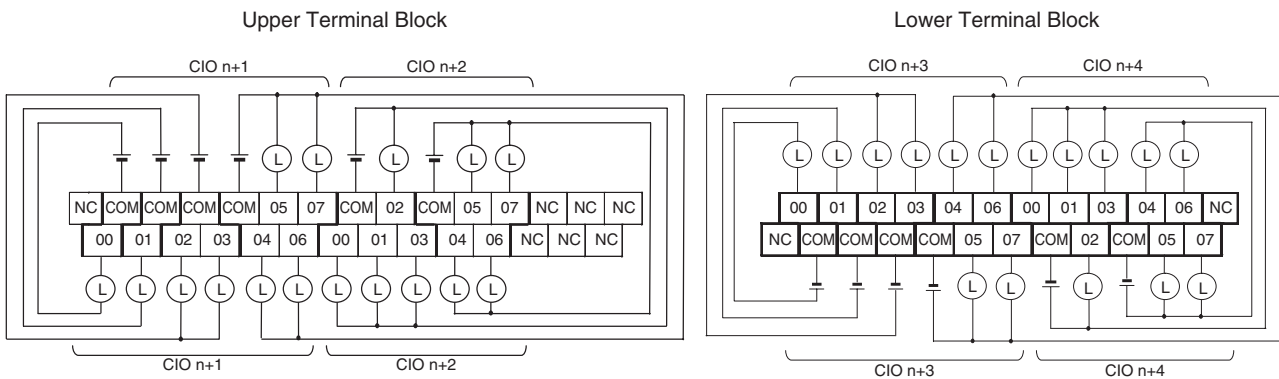 Upper Terminal Block
Lower Terminal Block
CIO n+1 CIO n+2
CIO n+3 CIO n+4
L L L L L
L L L L L L L L L L L
NC COM COM COM COM 05 07 COM 02 COM 05 07 NC NC NC
00 01 02 03 04 06 00 01 03 04 06 NC NC NC
00 01 02 03 04 06 00 01 03 04 06 NC
NC COM COM COM COM 05 07 COM 02 COM 05 07
L L L L L L L L L L L
L L L L L
CIO n+1 CIO n+2
CIO n+3 CIO n+4